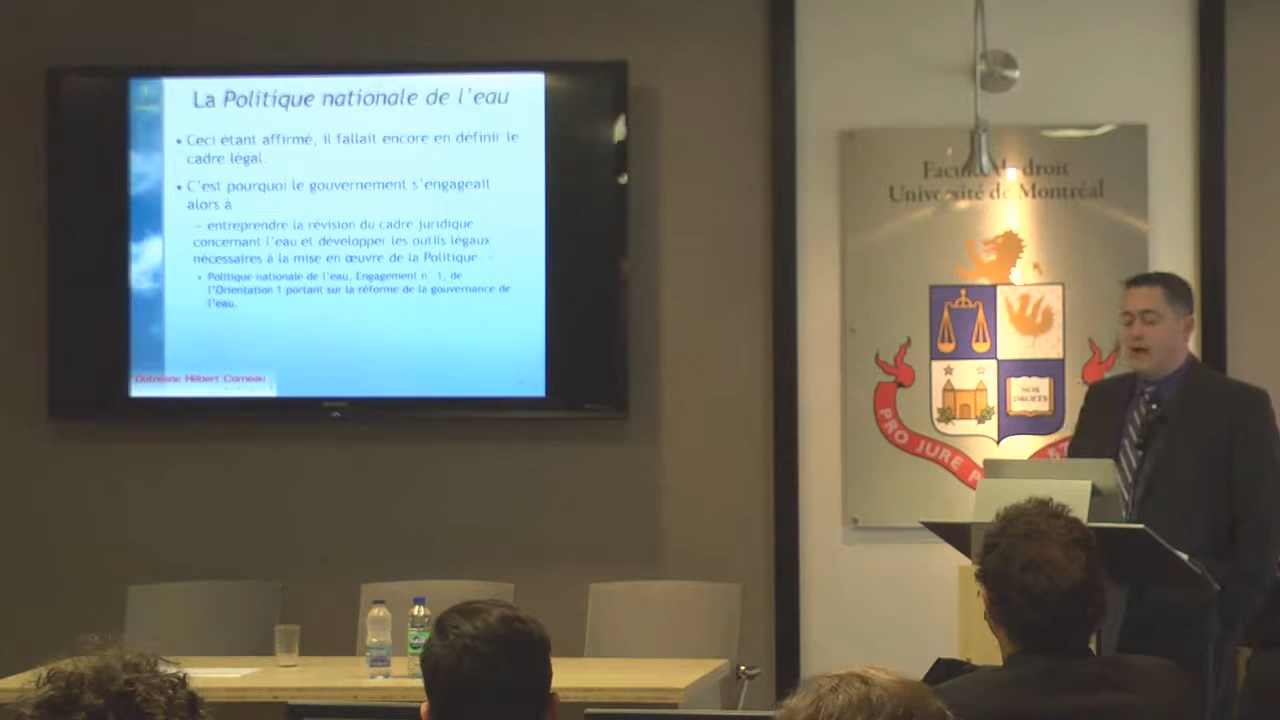 La Politique nationale de l'eau
• Ceci étant affirmé, il fallait encore en définir le
cadre légal.
• C'est pourquoi le gouvernement s'engageait
alors à
– entreprendre la révision du cadre juridique
concernant l'eau et développer les outils légaux
nécessaires à la mise en œuvre de la Politique
• Politique nationale de l'eau, Engagement n° 1, de
l'Orientation 1 portant sur la réforme de la gouvernance de
l'eau.
Dufresne Hébert Comeau
Faculté de droit
Université de Montréal
NOS
DROITS
PRO JURE